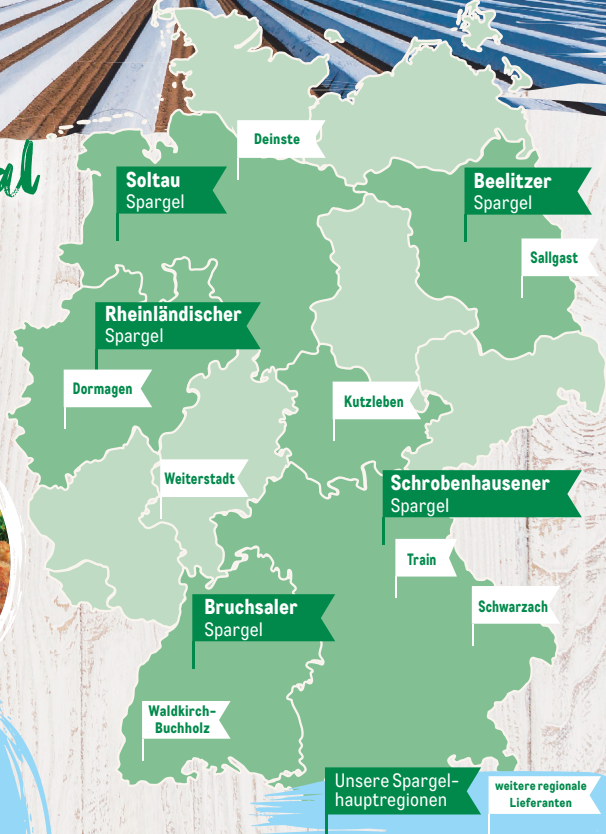 al
Deinste
Soltau
Spargel
Beelitzer
Spargel
Sallgast
Rheinländischer
Spargel
Dormagen
Kutzleben
Weiterstadt
Schrobenhausener
Spargel
Train
Schwarzach
Bruchsaler
Spargel
Waldkirch-
Buchholz
Unsere Spargel-
hauptregionen
weitere regionale
Lieferanten